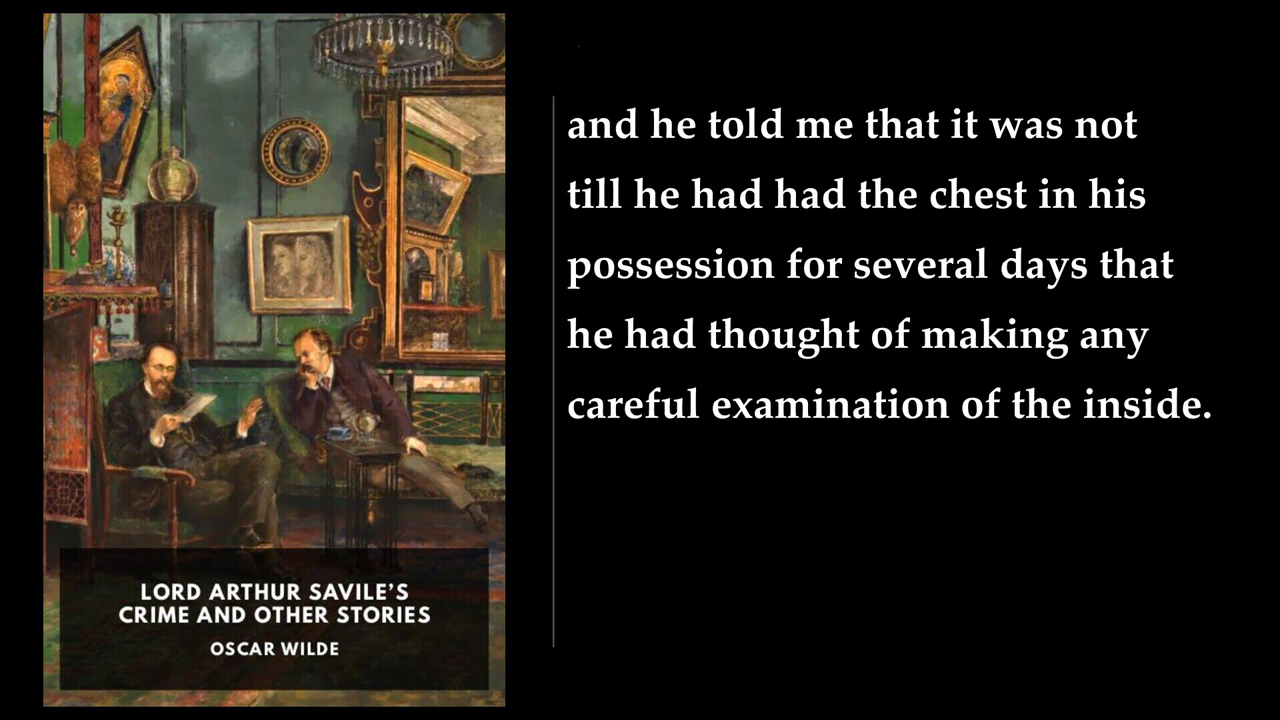 and he told me that it was not
till he had had the chest in his
possession for several days that
he had thought of making any
careful examination of the inside.
LORD ARTHUR SAVILE’S
CRIME AND OTHER STORIES
OSCAR WILDE